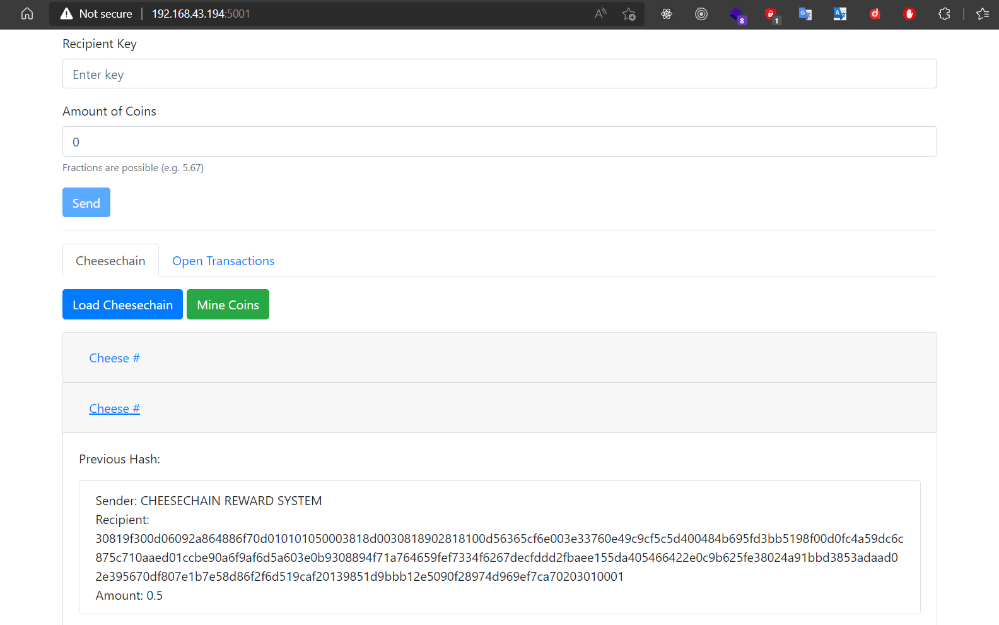 Not secure | 192.168.43.194:5001
8
1
Recipient Key
Enter key
Amount of Coins
0
Fractions are possible (e.g. 5.67)
Send
Cheesechain
Open Transactions
Load Cheesechain
Mine Coins
Cheese #
Cheese #
Previous Hash:
Sender: CHEESECHAIN REWARD SYSTEM
Recipient:
30819f300d06092a864886f70d010101050003818d0030818902818100d56365cf6e003e33760e49c9cf5c5d400484b695fd3bb5198f00d0fc4a59dc6c
875c710aaed01ccbe90a6f9af6d5a603e0b9308894f71a764659fef7334f6267decfddd2fbaee155da405466422e0c9b625fe38024a91bbd3853adaad0
2e395670df807e1b7e58d86f2f6d519caf20139851d9bbb12e5090f28974d969ef7ca70203010001
Amount: 0.5